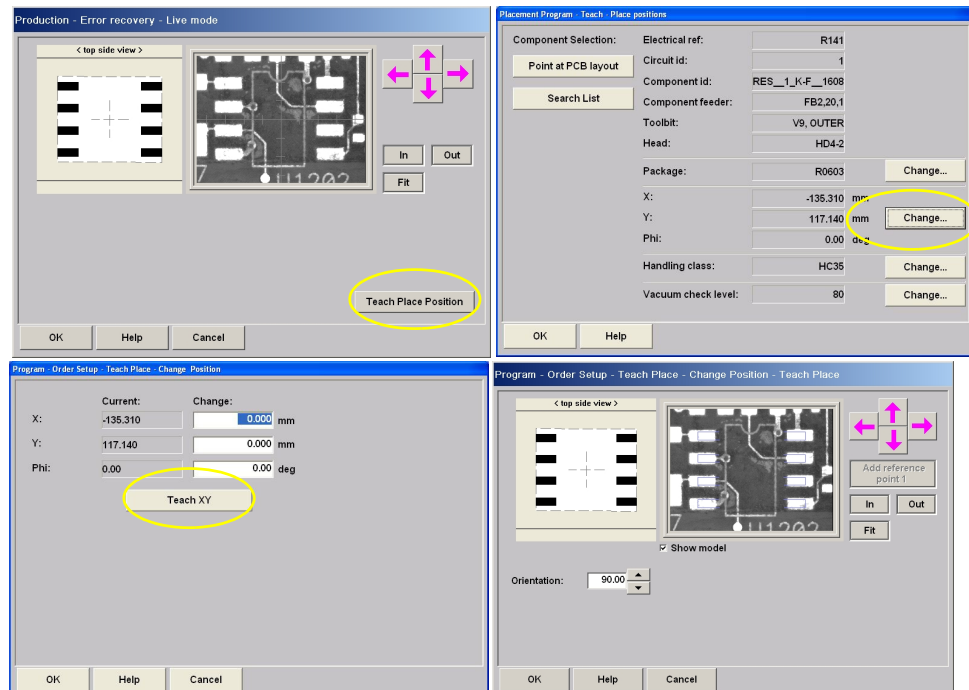 Production - Error recovery - Live mode
< top side view >
U1202
In Out
Fit
Teach Place Position
OK Help Cancel
Placement Program - Teach - Place positions
Component Selection:
Point at PCB layout
Search List
Electrical ref: R141
Circuit id: 1
Component id: RES__1_K-F__1608
Component feeder: FB2,20,1
Toolbit: V9, OUTER
Head: HD4-2
Package: R0603 Change...
X: -135.310 mm
Y: 117.140 mm Change...
Phi: 0.00 deg
Handling class: HC35 Change...
Vacuum check level: 80 Change...
OK Help
Program - Order Setup - Teach Place - Change Position
Current: Change:
X: -135.310 0.000 mm
Y: 117.140 0.000 mm
Phi: 0.00 0.00 deg
Teach XY
OK Help Cancel
Program - Order Setup - Teach Place - Change Position - Teach Place
< top side view >
7 U1202
Add reference
point 1
In Out
Fit
Show model
Orientation: 90.00
OK Help Cancel